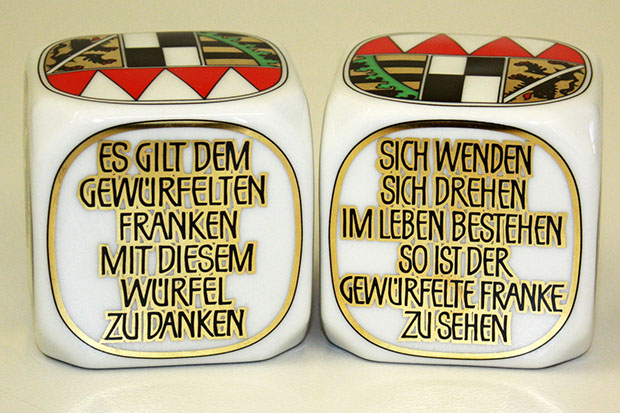 ES GILT DEM
GEWÜRFELTEN
FRANKEN
MIT DIESEM
WÜRFEL
ZU DANKEN
SICH WENDEN
SICH DREHEN
IM LEBEN BESTEHEN
SO IST DER
GEWÜRFELTE FRANKE
ZU SEHEN